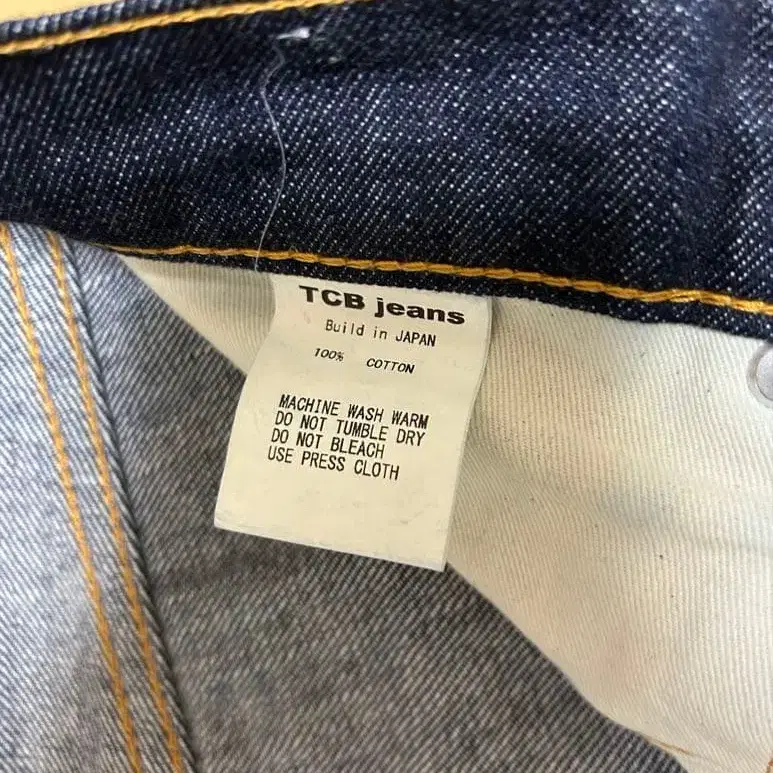 TCB jeans
Build in JAPAN
100% COTTON
MACHINE WASH WARM
DO NOT TUMBLE DRY
DO NOT BLEACH
USE PRESS CLOTH